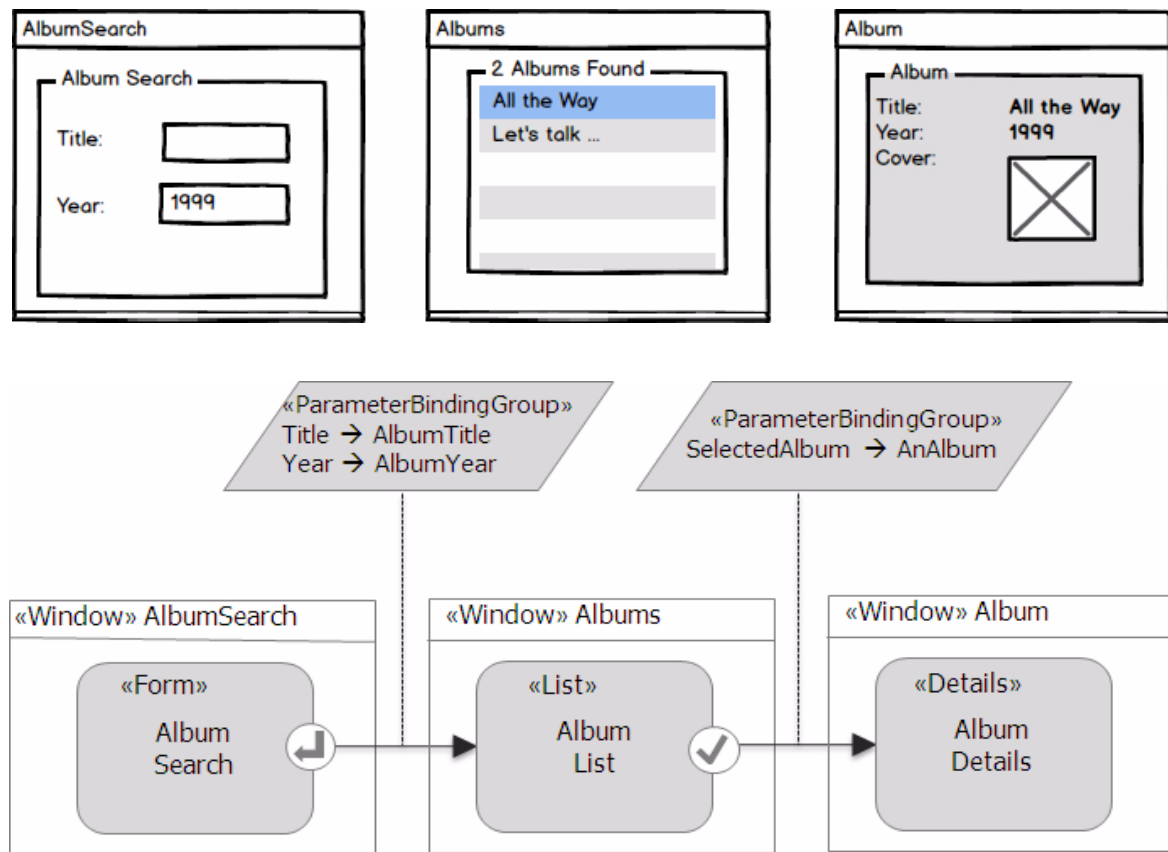 AlbumSearch
Album Search
Title:
Year:
1999
Albums
2 Albums Found
All the Way
Let's talk ...
Album
Album
Title:
All the Way
Year:
1999
Cover:
«ParameterBindingGroup»
Title → AlbumTitle
Year → AlbumYear
«ParameterBindingGroup»
SelectedAlbum → AnAlbum
«Window» AlbumSearch
«Form»
Album
Search
«Window» Albums
«List»
Album
List
«Window» Album
«Details»
Album
Details